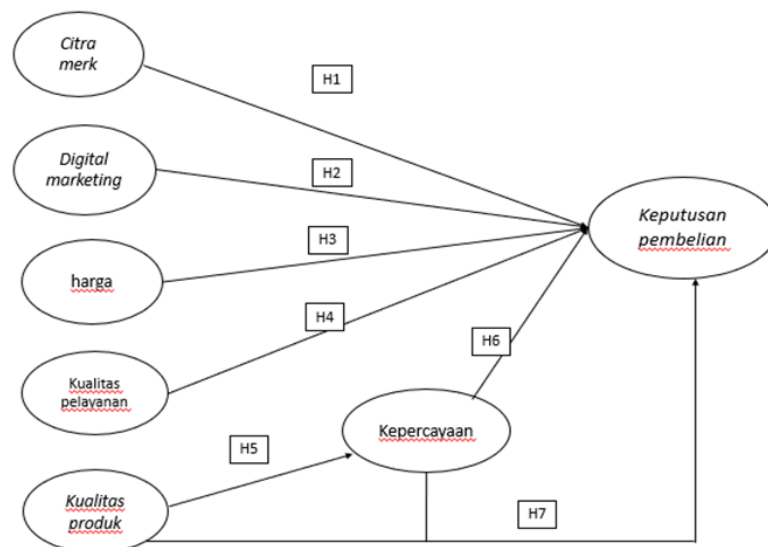 Citra
merk
H1
Digital
marketing
H2
Keputusan
pembelian
H3
harga
H4
Kualitas
pelayanan
H6
Kepercayaan
H5
Kualitas
produk
H7